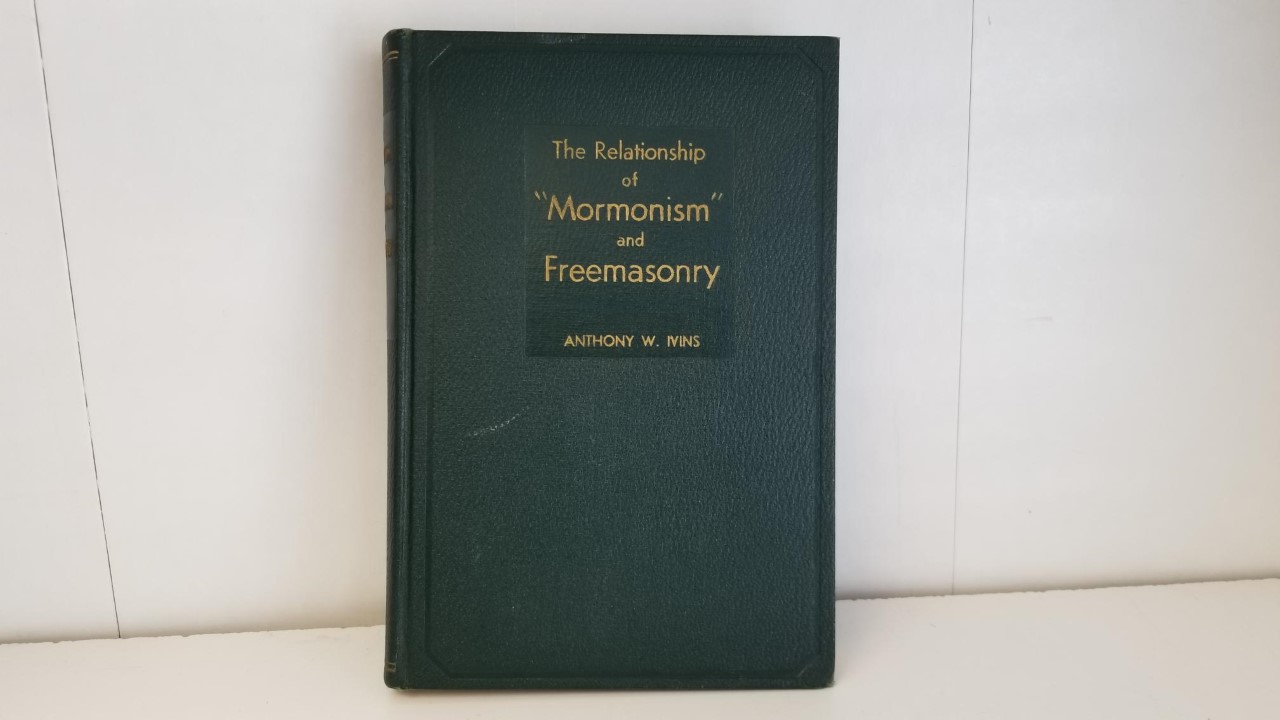 The Relationship
of
"Mormonism"
and
Freemasonry
ANTHONY W. IVINS